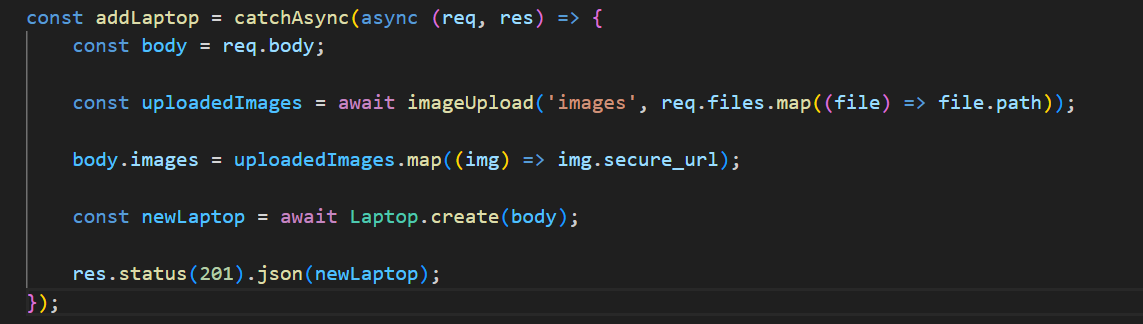 const addLaptop = catchAsync(async (req, res) => {
    const body = req.body;
    const uploadedImages = await imageUpload('images', req.files.map((file) => file.path));
    body.images = uploadedImages.map((img) => img.secure_url);
    const newLaptop = await Laptop.create(body);
    res.status(201).json(newLaptop);
});